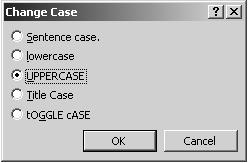 Change Case
Sentence case.
lowercase
UPPERCASE
Title Case
tOGGLE cASE
OK Cancel